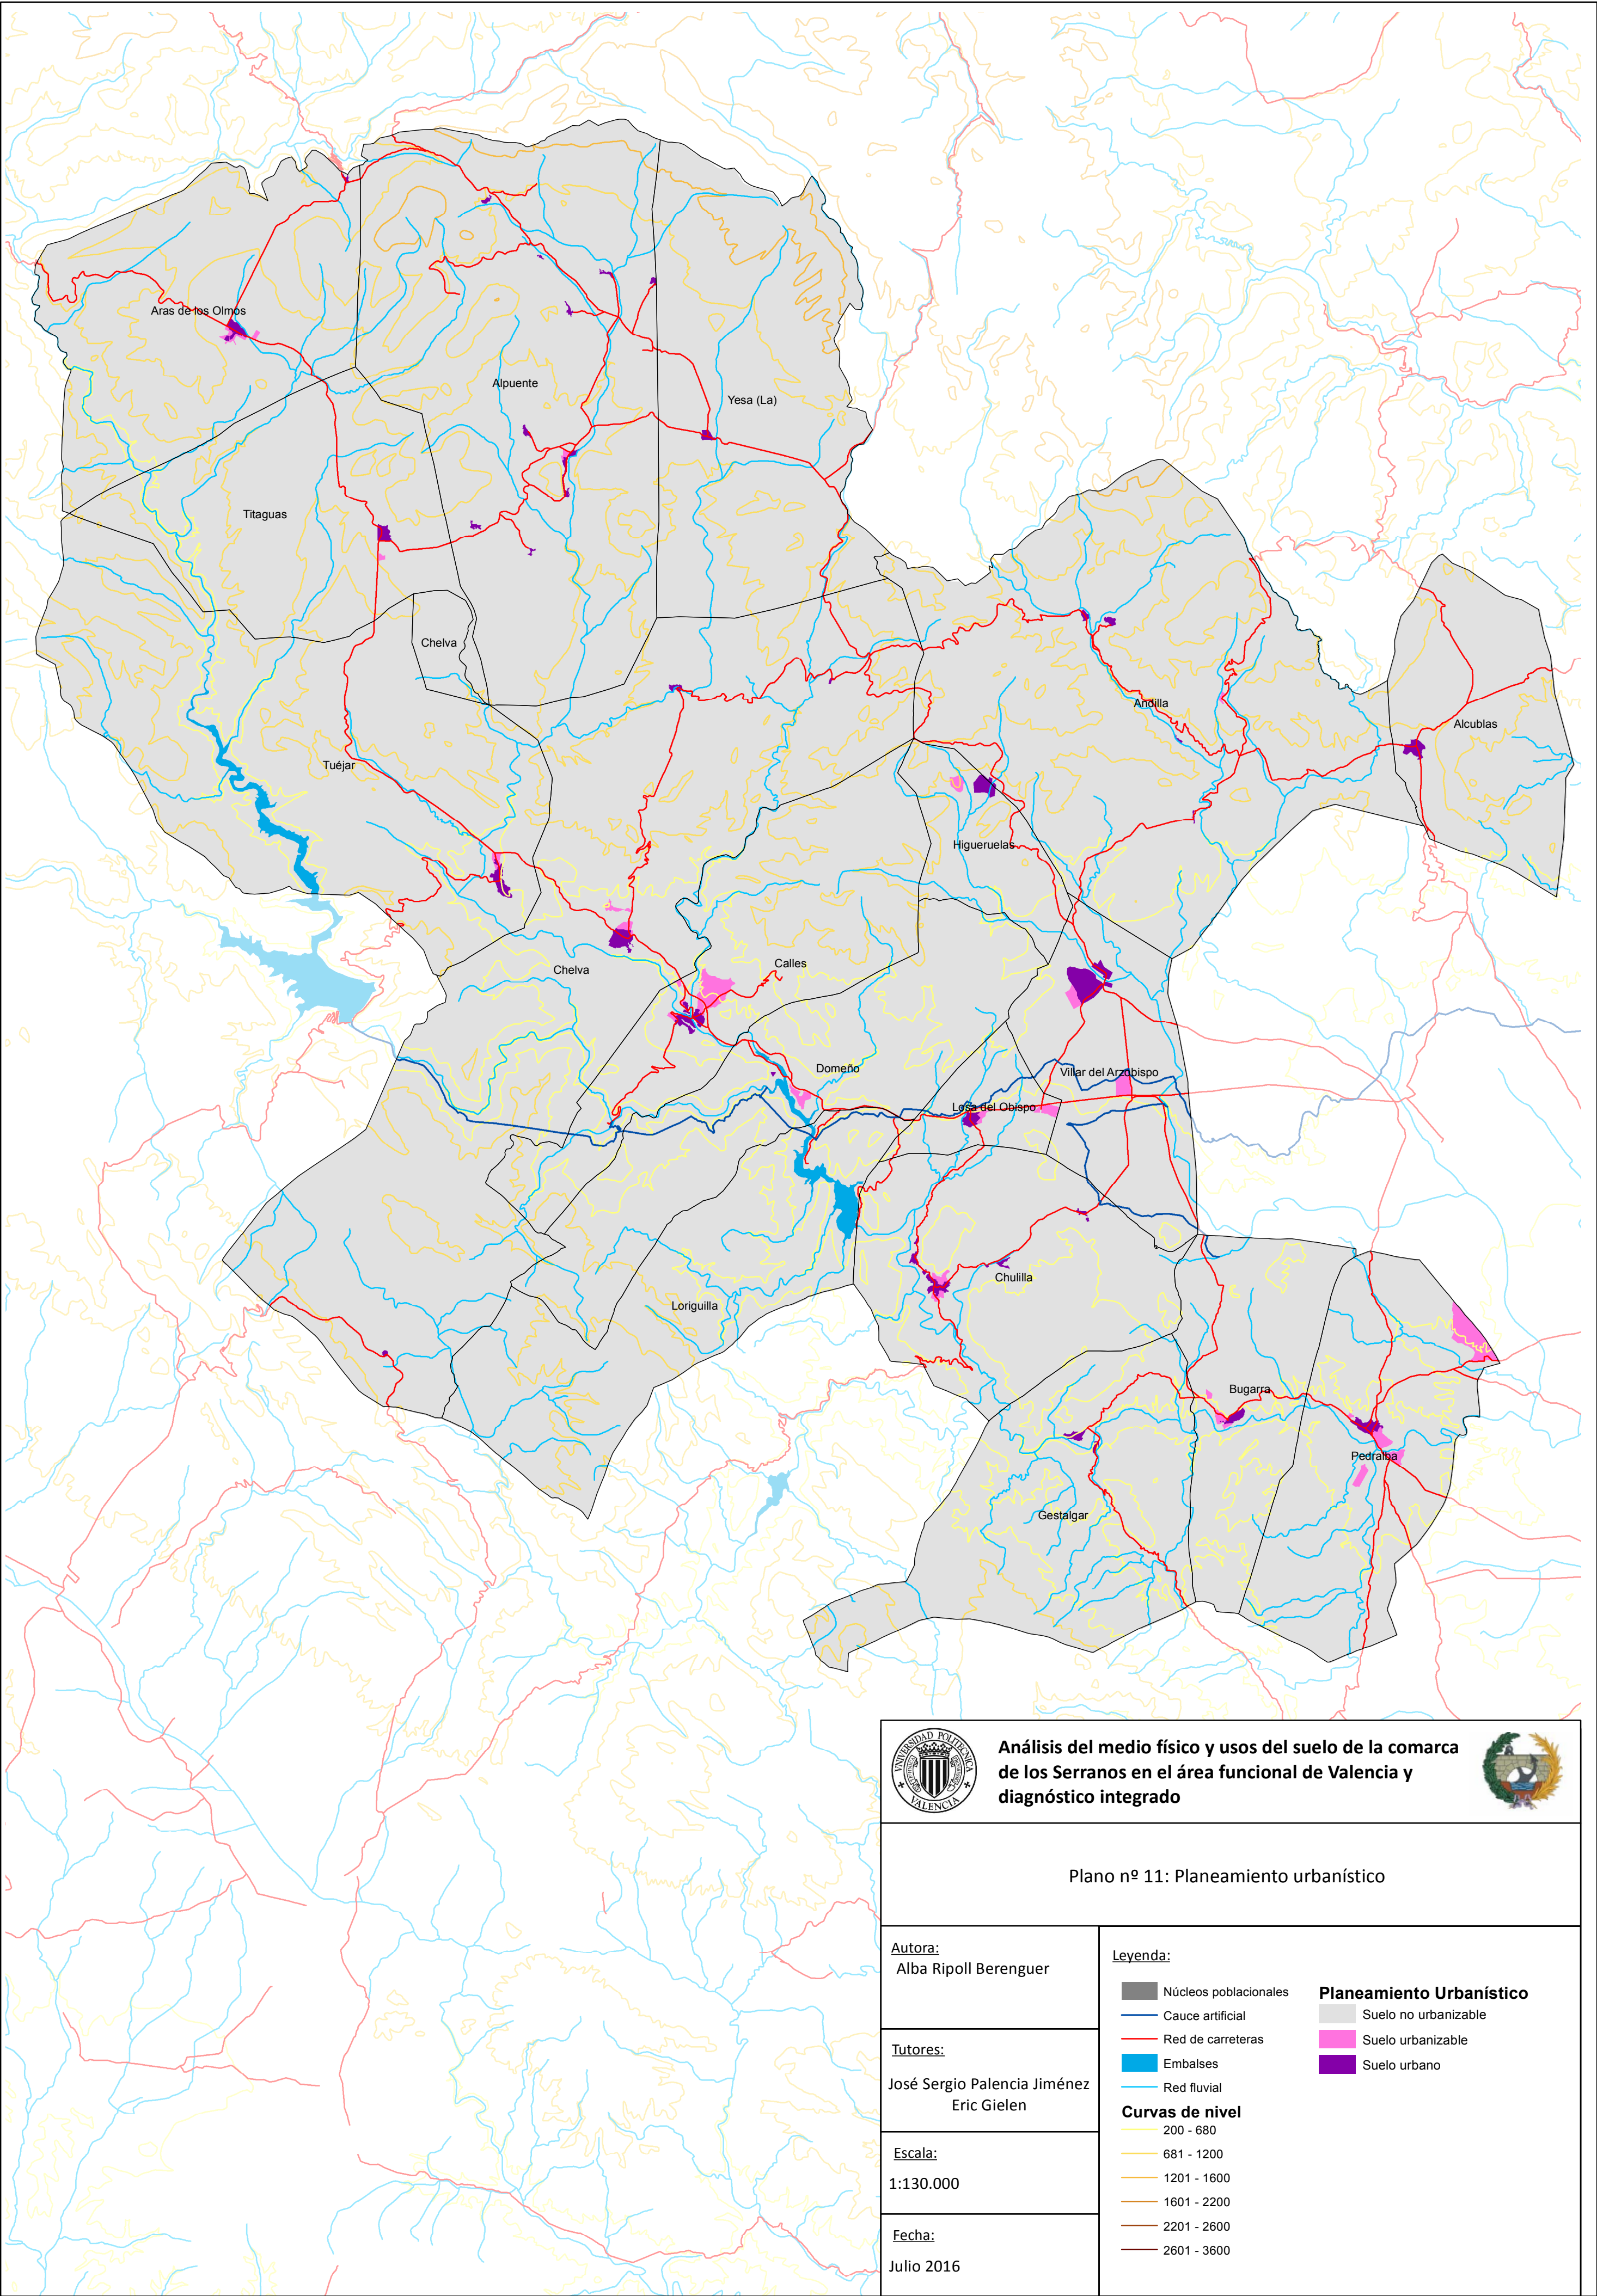 Aras de los Olmos
Alpuente
Yesa (La)
Titaguas
Chelva
Andilla
Alcublas
Tuéjar
Higueruelas
Chelva
Calles
Domeño
Villar del Arzobispo
Losa del Obispo
Chulilla
Loriguilla
Bugarra
Pedralba
Gestalgar
UNIVERSIDAD POLITECNICA
VALENCIA
Análisis del medio físico y usos del suelo de la comarca
de los Serranos en el área funcional de Valencia y
diagnóstico integrado
Plano nº 11: Planeamiento urbanístico
Autora:
Alba Ripoll Berenguer
Tutores:
José Sergio Palencia Jiménez
Eric Gielen
Escala:
1:130.000
Fecha:
Julio 2016
Leyenda:
Núcleos poblacionales
Cauce artificial
Red de carreteras
Embalses
Red fluvial
Curvas de nivel
200 - 680
681 - 1200
1201 - 1600
1601 - 2200
2201 - 2600
2601 - 3600
Planeamiento Urbanístico
Suelo no urbanizable
Suelo urbanizable
Suelo urbano